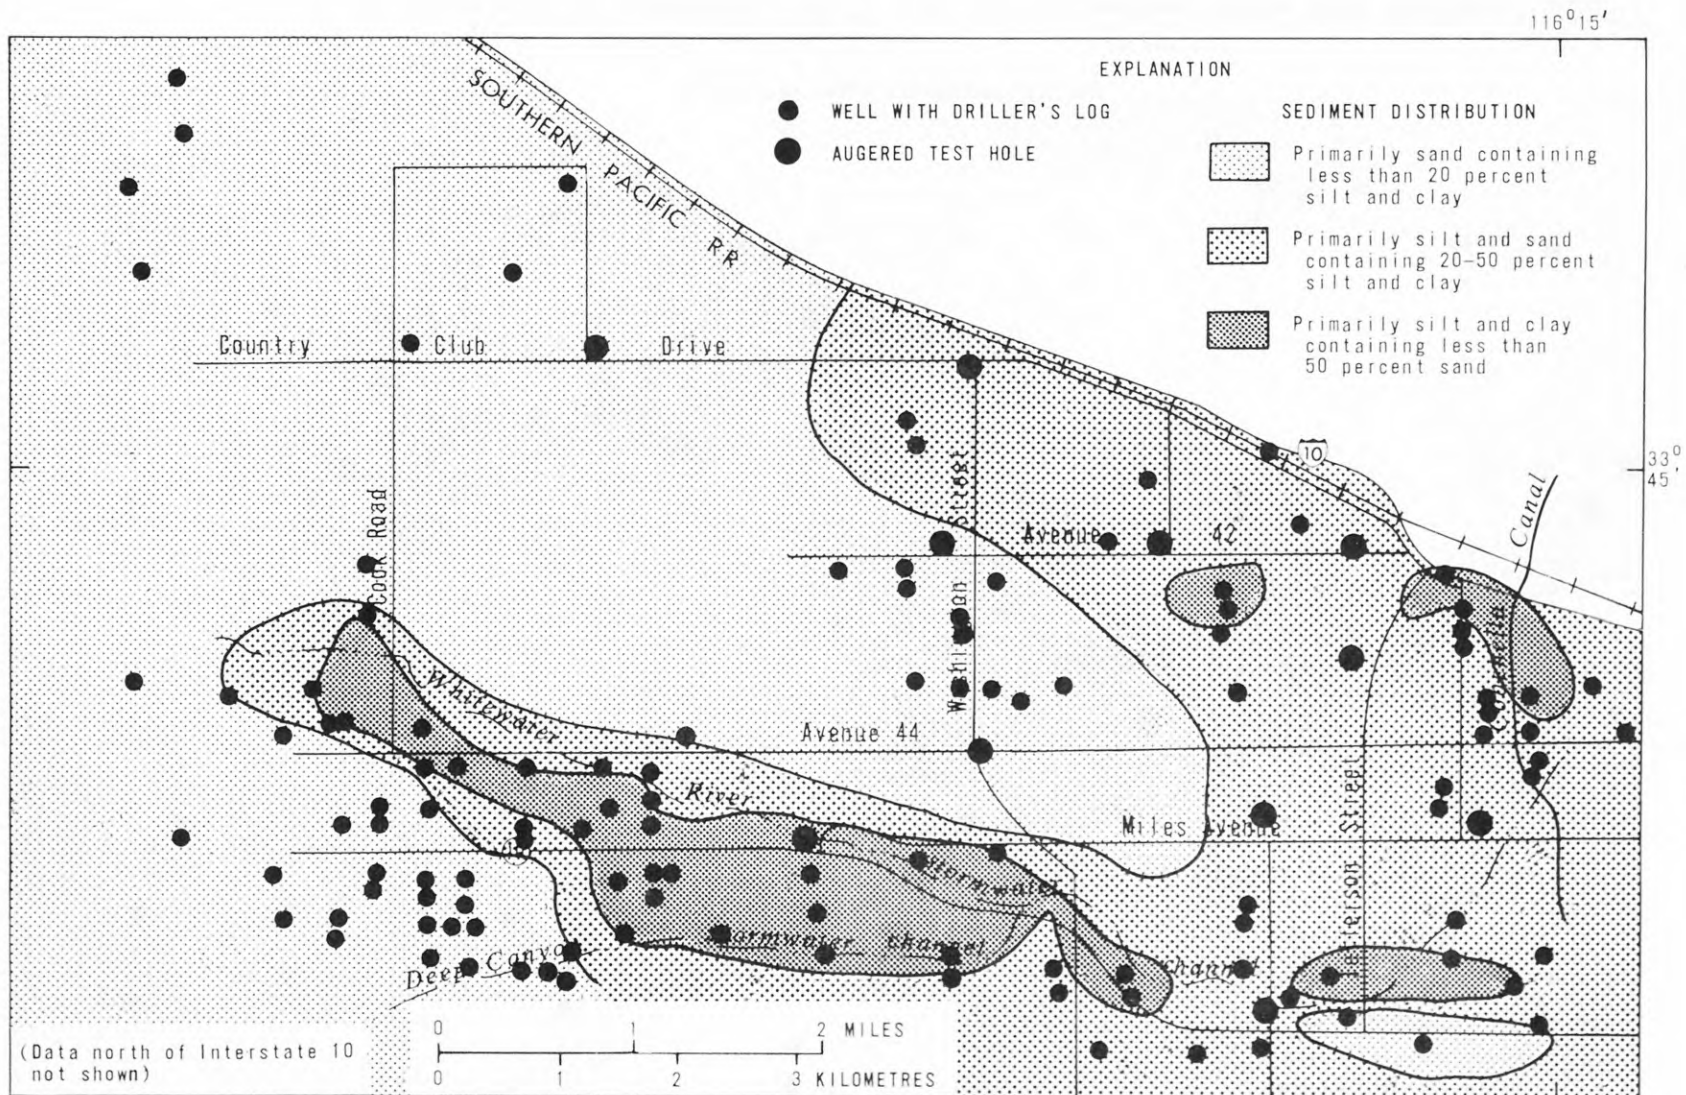 116°15'
EXPLANATION
WELL WITH DRILLER'S LOG
AUGERED TEST HOLE
SEDIMENT DISTRIBUTION
Primarily sand containing
less than 20 percent
silt and clay
Primarily silt and sand
containing 20-50 percent
silt and clay
Primarily silt and clay
containing less than
50 percent sand
SOUTHERN PACIFIC RR
Country Club Drive
10
33°
45'
Canal
Coachella
Cook Road
Washington Street
Avenue 42
Whitewater
River
Avenue 44
Miles Avenue
Jefferson Street
Stormwater
Channel
Deep Canyon
Stormwater Channel
0 1 2 MILES
0 1 2 3 KILOMETRES
(Data north of Interstate 10
not shown)